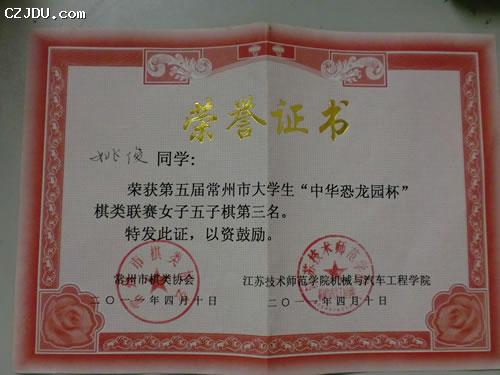 CZJDU.com
荣誉证书
姚俊 同学:
荣获第五届常州市大学生“中华恐龙园杯”
棋类联赛女子五子棋第三名。
特发此证，以资鼓励。
常州市棋类协会 江苏技术师范学院机械与汽车工程学院
二〇一一年四月十日 二〇一一年四月十日